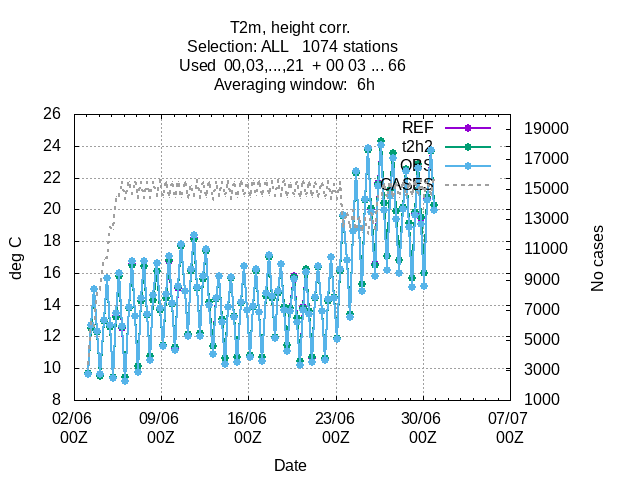 T2m, height corr.
Selection: ALL   1074 stations
Used  00,03,...,21  + 00 03 ... 66
Averaging window:  6h
REF
t2h2
OBS
CASES
26
24
22
20
18
16
14
12
10
8
deg C
19000
17000
15000
13000
11000
9000
7000
5000
3000
1000
No cases
02/06 09/06 16/06 23/06 30/06 07/07
00Z 00Z 00Z 00Z 00Z 00Z
Date